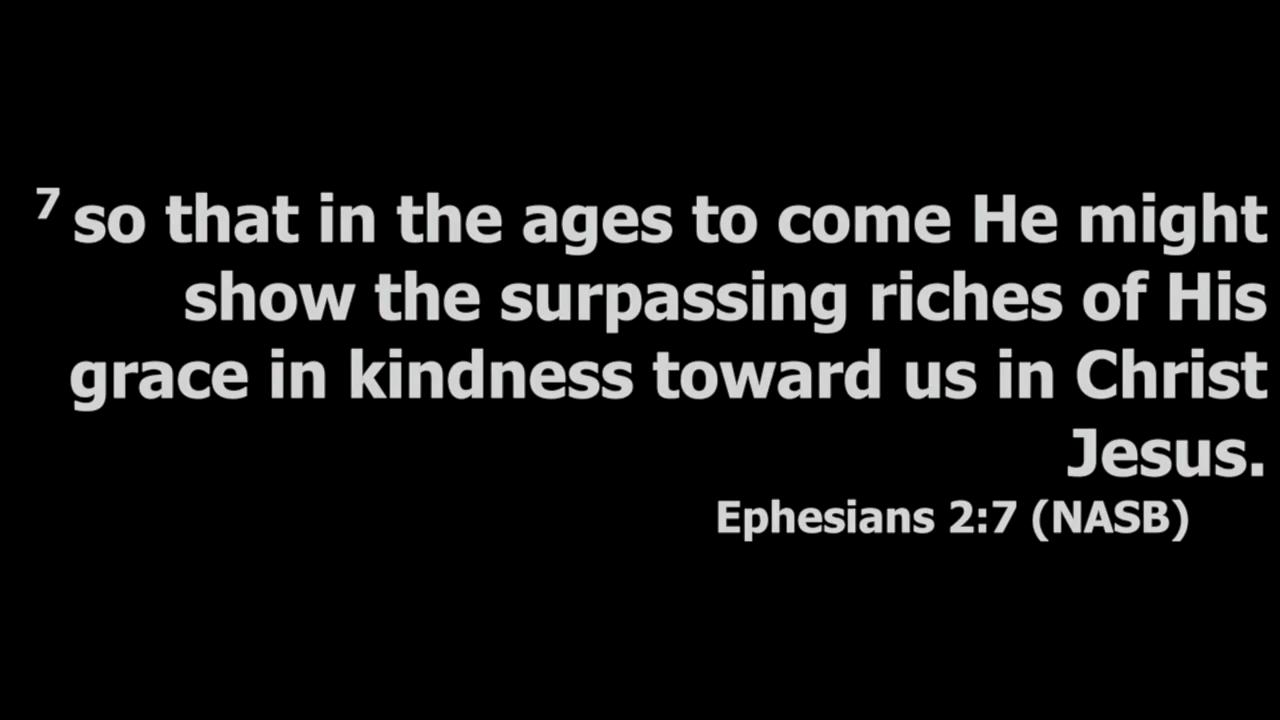 ⁷ so that in the ages to come He might
show the surpassing riches of His
grace in kindness toward us in Christ
Jesus.
Ephesians 2:7 (NASB)